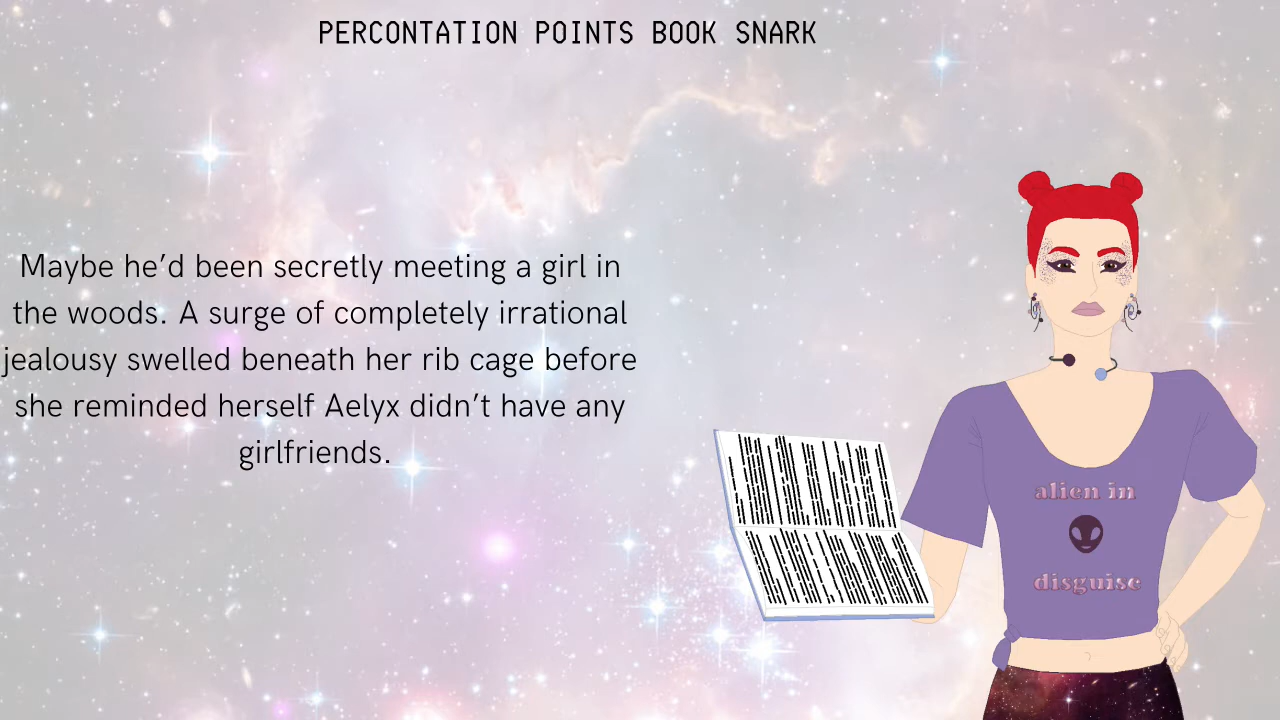 PERCONTATION POINTS BOOK SNARK
Maybe he’d been secretly meeting a girl in
the woods. A surge of completely irrational
jealousy swelled beneath her rib cage before
she reminded herself Aelyx didn’t have any
girlfriends.
alien in
disguise